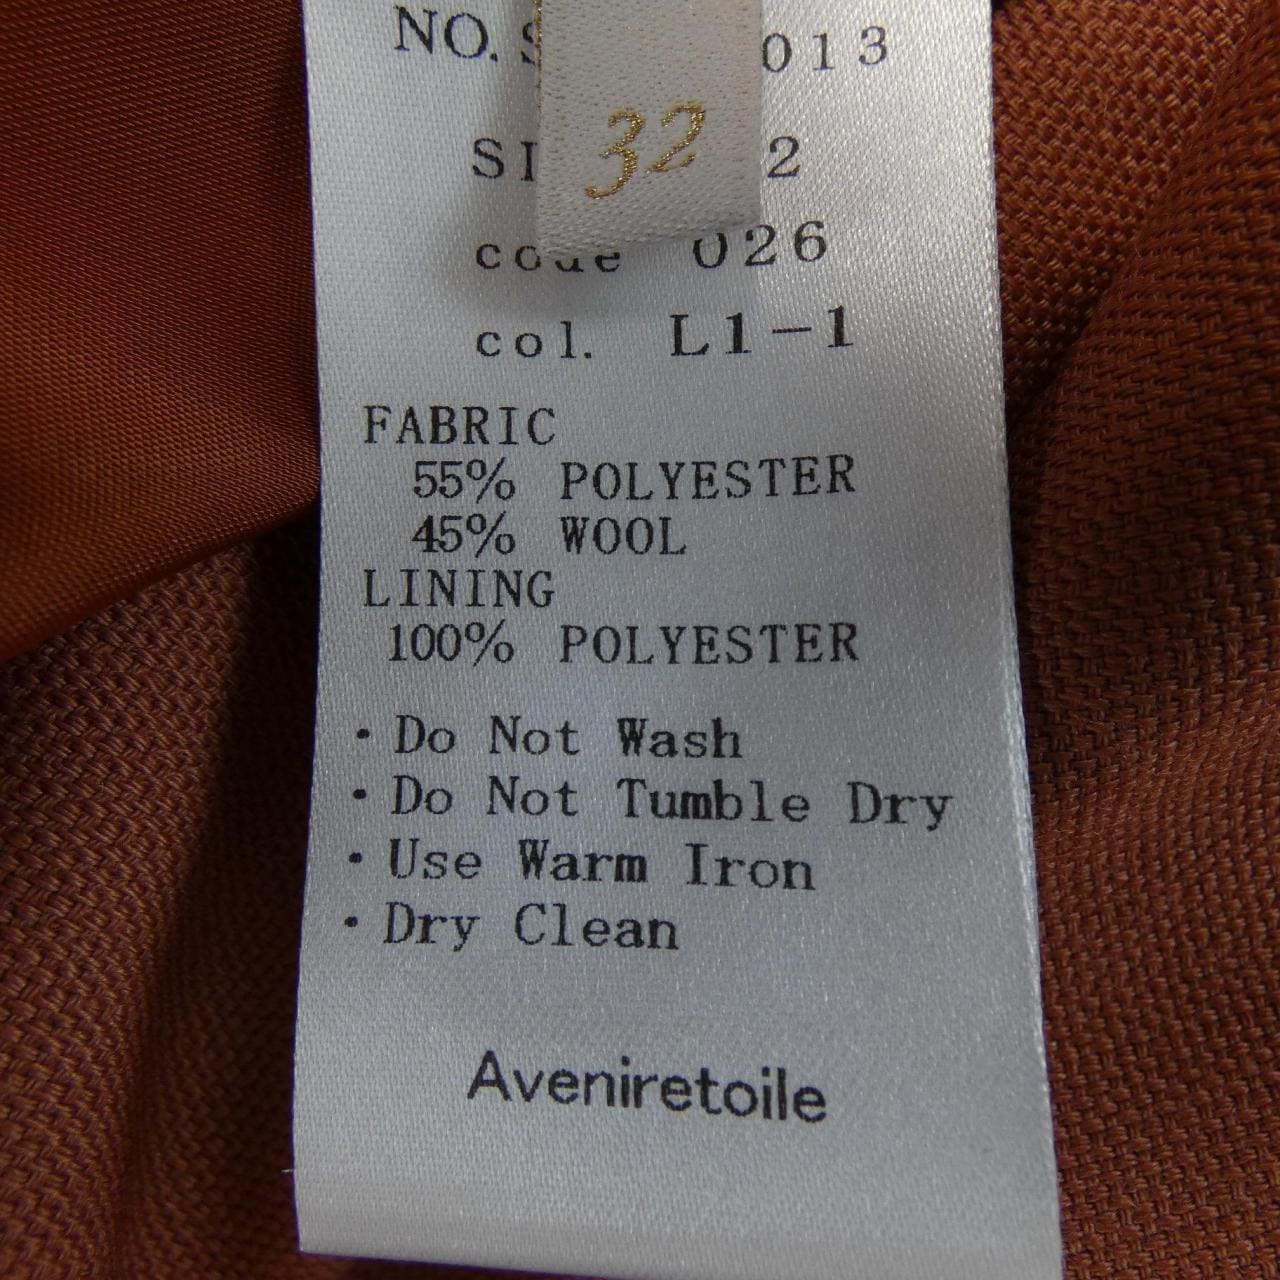 NO. 013
32
2
code 026
col. L1-1
FABRIC
55% POLYESTER
45% WOOL
LINING
100% POLYESTER
・Do Not Wash
・Do Not Tumble Dry
・Use Warm Iron
・Dry Clean
Aveniretoile